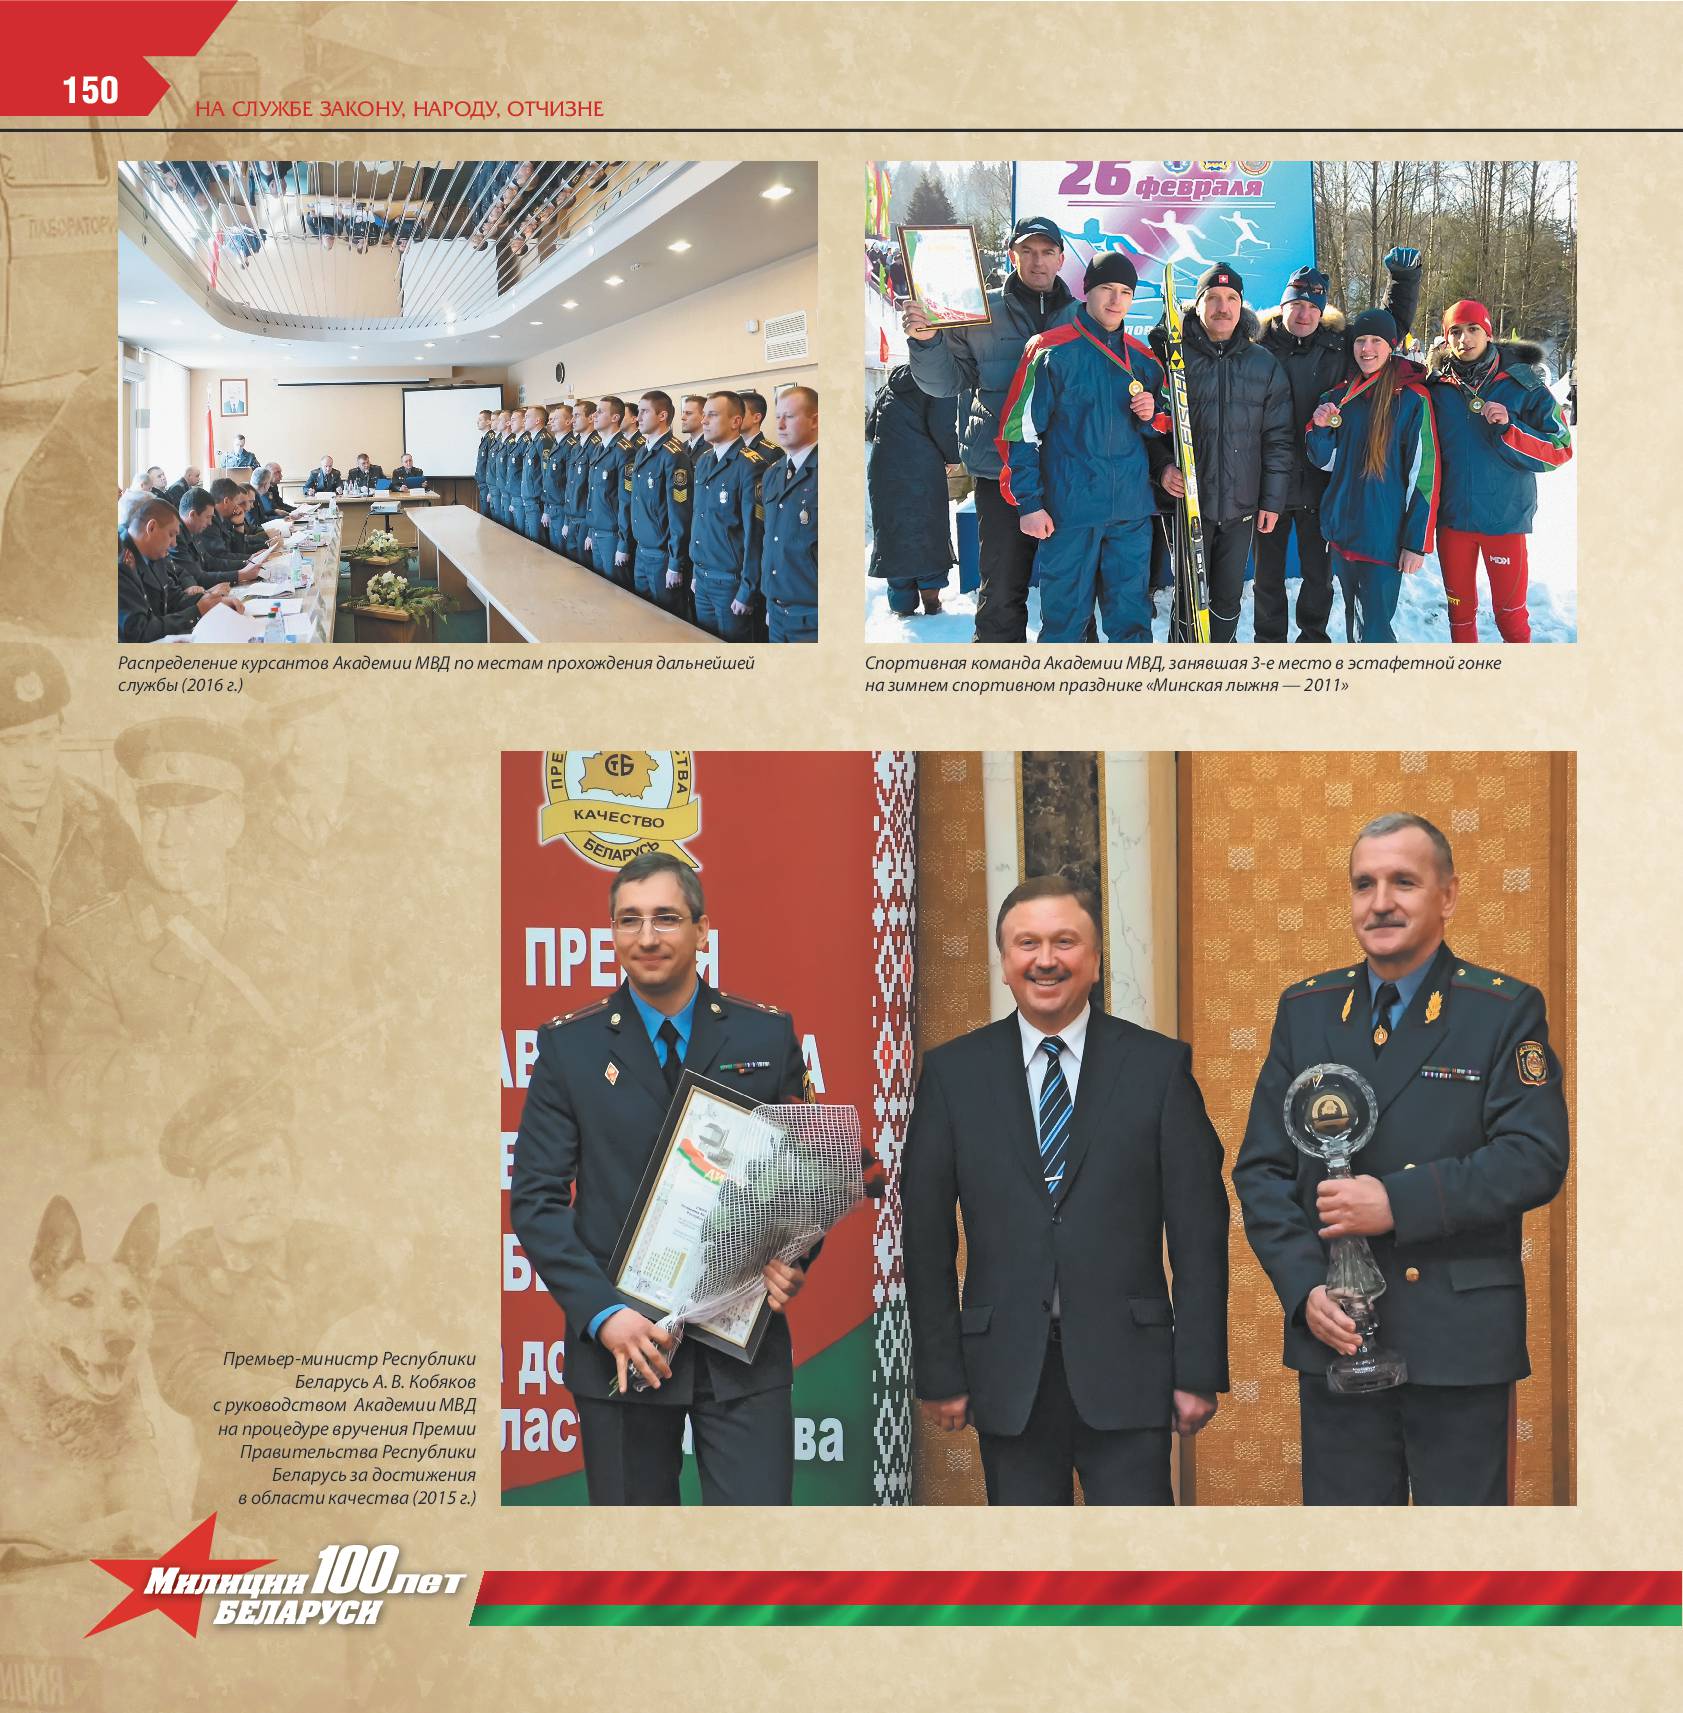 150
НА СЛУЖБЕ ЗАКОНУ, НАРОДУ, ОТЧИЗНЕ
26
февраля
FISCHER
Распределение курсантов Академии МВД по местам прохождения дальнейшей
службы (2016 г.)
Спортивная команда Академии МВД, занявшая 3-е место в эстафетной гонке
на зимнем спортивном празднике «Минская лыжня — 2011»
СТБ
КАЧЕСТВО
БЕЛАРУСЬ
Премьер-министр Республики
Беларусь А. В. Кобяков
с руководством Академии МВД
на процедуре вручения Премии
Правительства Республики
Беларусь за достижения
в области качества (2015 г.)
Милиции 100 лет
БЕЛАРУСИ